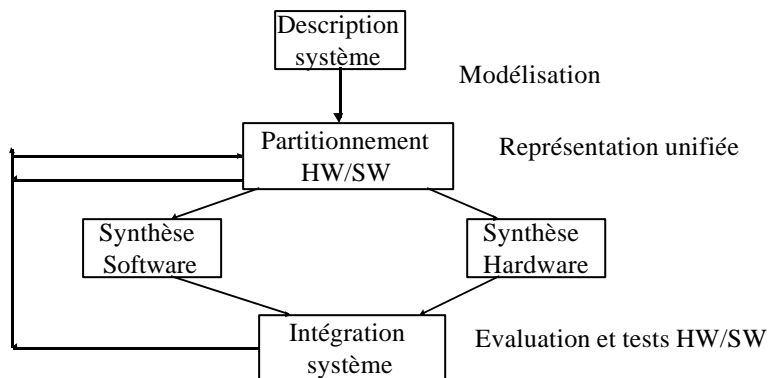 Description
système
Modélisation
Partitionnement
HW/SW
Représentation unifiée
Synthèse
Software
Synthèse
Hardware
Intégration
système
Evaluation et tests HW/SW